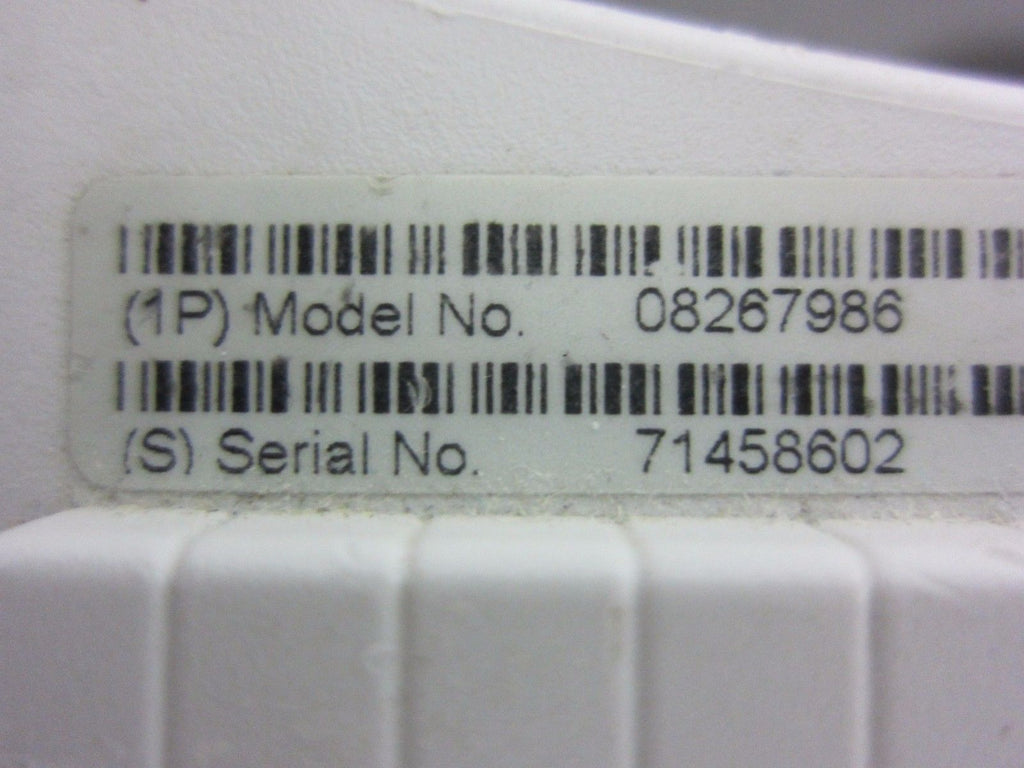 (1P) Model No. 08267986
(S) Serial No. 71458602